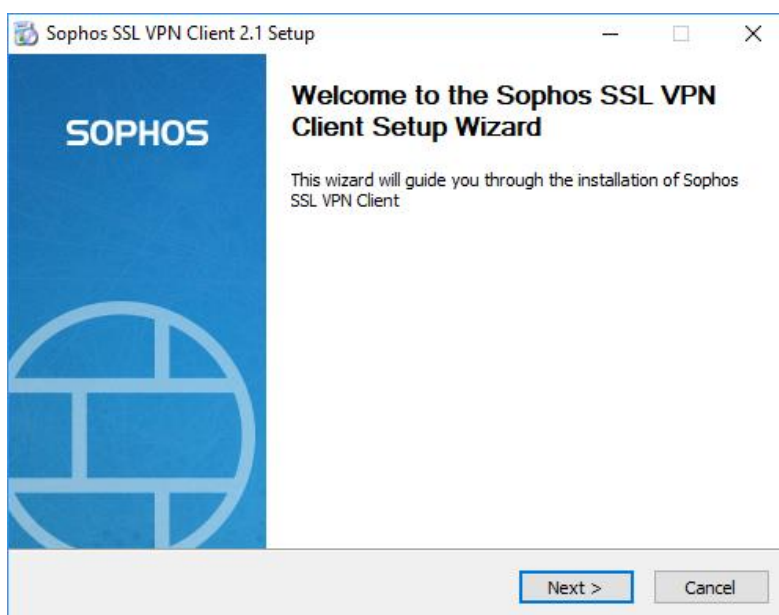 Sophos SSL VPN Client 2.1 Setup
SOPHOS
Welcome to the Sophos SSL VPN
Client Setup Wizard
This wizard will guide you through the installation of Sophos
SSL VPN Client
Next >
Cancel